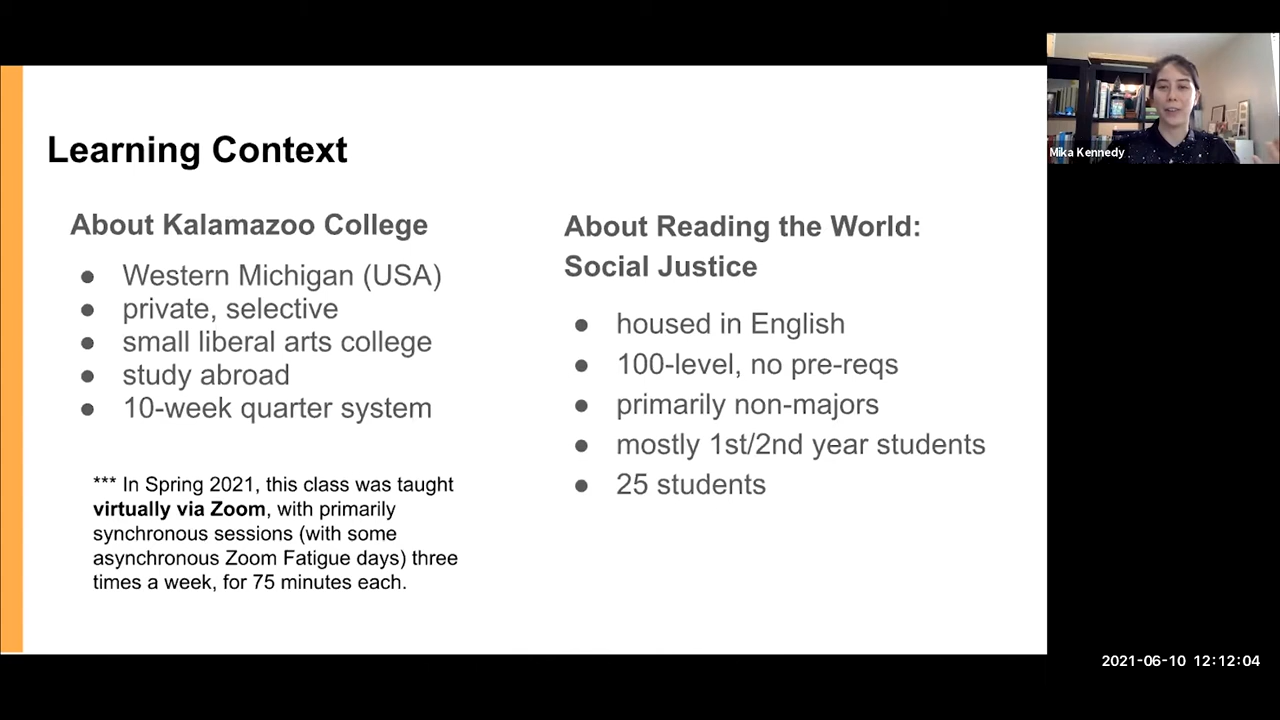 Learning Context
About Kalamazoo College
● Western Michigan (USA)
● private, selective
● small liberal arts college
● study abroad
● 10-week quarter system
*** In Spring 2021, this class was taught
virtually via Zoom, with primarily
synchronous sessions (with some
asynchronous Zoom Fatigue days) three
times a week, for 75 minutes each.
About Reading the World:
Social Justice
● housed in English
● 100-level, no pre-reqs
● primarily non-majors
● mostly 1st/2nd year students
● 25 students
Mika Kennedy
2021-06-10 12:12:04